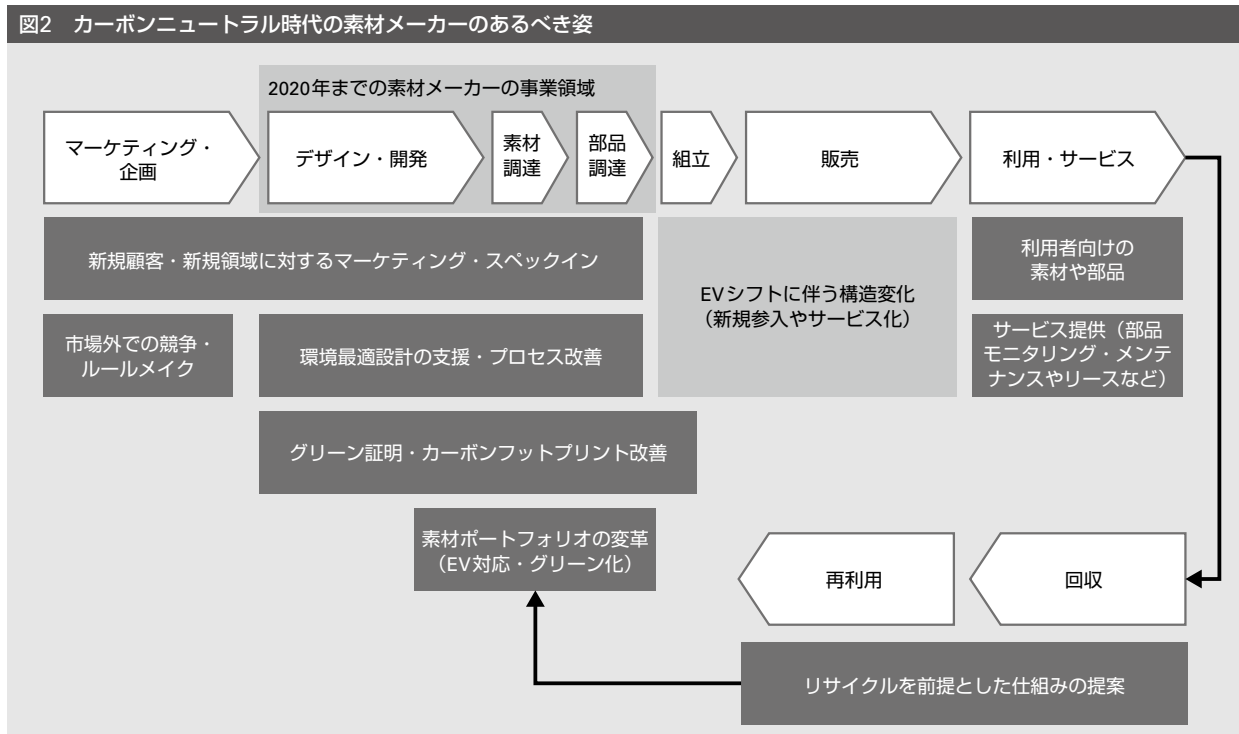 図2 カーボンニュートラル時代の素材メーカーのあるべき姿
2020年までの素材メーカーの事業領域
マーケティング・
企画
デザイン・開発
素材
調達
部品
調達
組立
販売
利用・サービス
新規顧客・新規領域に対するマーケティング・スペックイン
EVシフトに伴う構造変化
（新規参入やサービス化）
利用者向けの
素材や部品
市場外での競争・
ルールメイク
環境最適設計の支援・プロセス改善
サービス提供（部品
モニタリング・メンテ
ナンスやリースなど）
グリーン証明・カーボンフットプリント改善
素材ポートフォリオの変革
（EV対応・グリーン化）
再利用
回収
リサイクルを前提とした仕組みの提案